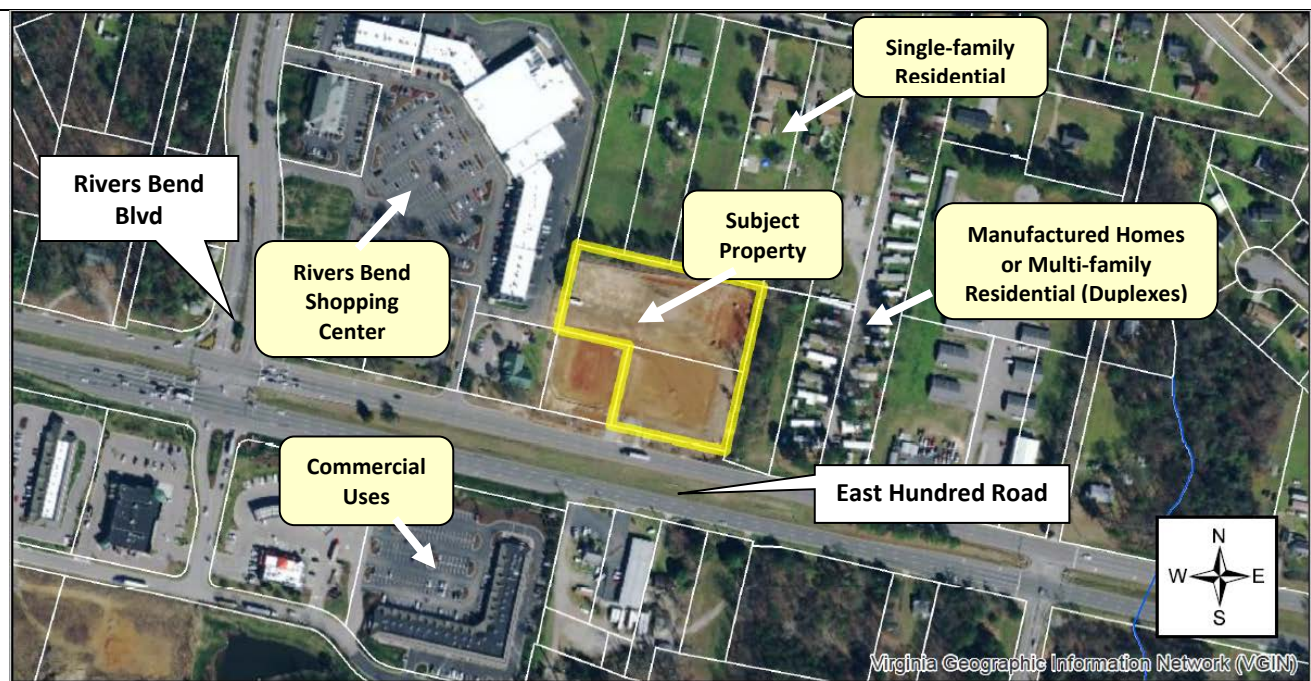 Single-family
Residential
Rivers Bend
Blvd
Subject
Property
Manufactured Homes
or Multi-family
Residential (Duplexes)
Rivers Bend
Shopping
Center
Commercial
Uses
East Hundred Road
N
W E
S
Virginia Geographic Information Network (VGIN)